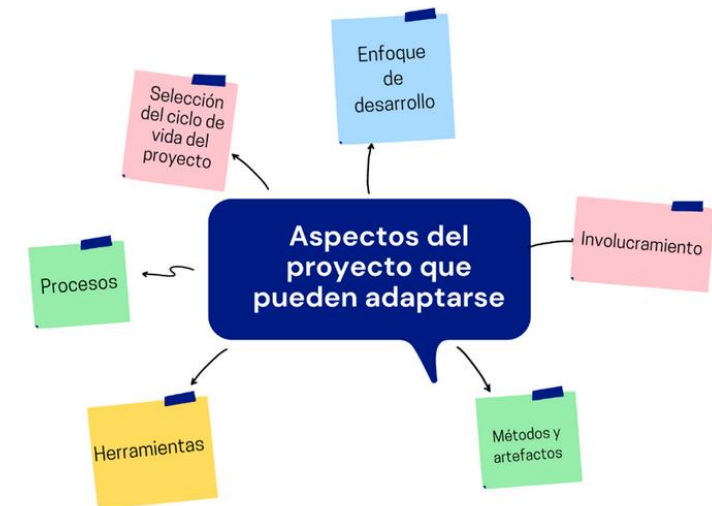 Enfoque
de
desarrollo
Selección
del ciclo de
vida del
proyecto
Aspectos del
proyecto que
pueden adaptarse
Involucramiento
Procesos
Herramientas
Métodos y
artefactos